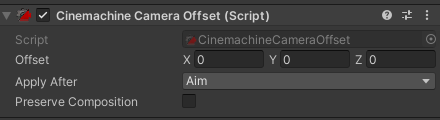 Cinemachine Camera Offset (Script)
Script CinemachineCameraOffset
Offset X 0 Y 0 Z 0
Apply After Aim
Preserve Composition